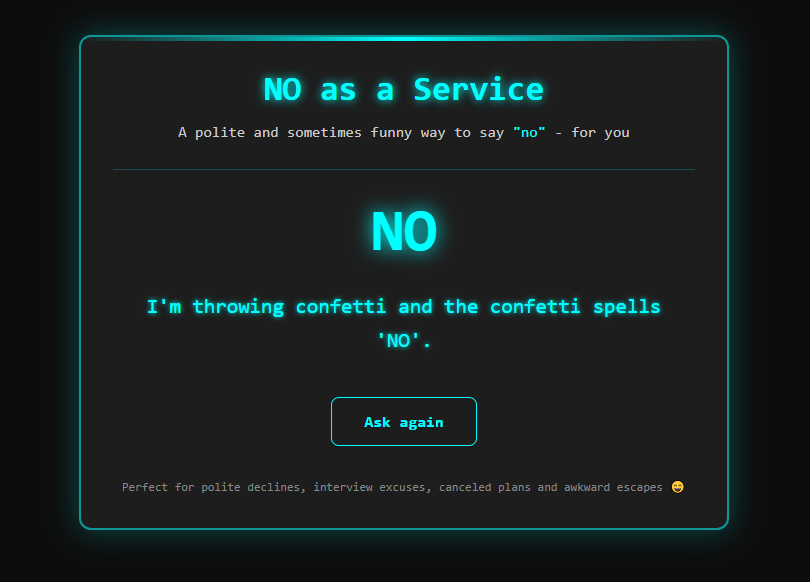 NO as a Service
A polite and sometimes funny way to say "no" - for you
NO
I'm throwing confetti and the confetti spells
'NO'.
Ask again
Perfect for polite declines, interview excuses, canceled plans and awkward escapes 😄